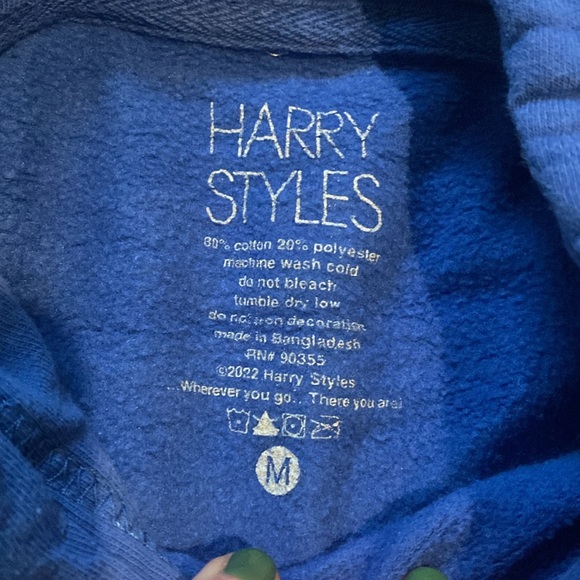 HARRY
STYLES
80% cotton 20% polyester
machine wash cold
do not bleach
tumble dry low
do not iron decoration
made in Bangladesh
RN# 90355
©2022 Harry Styles
...Wherever you go... There you are!
M